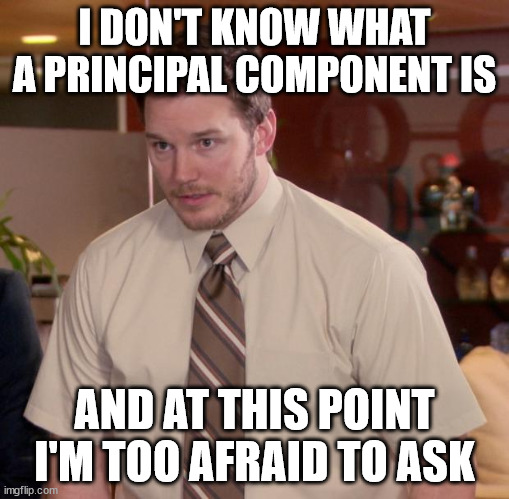 I DON'T KNOW WHAT
A PRINCIPAL COMPONENT IS
AND AT THIS POINT
I'M TOO AFRAID TO ASK
imgflip.com